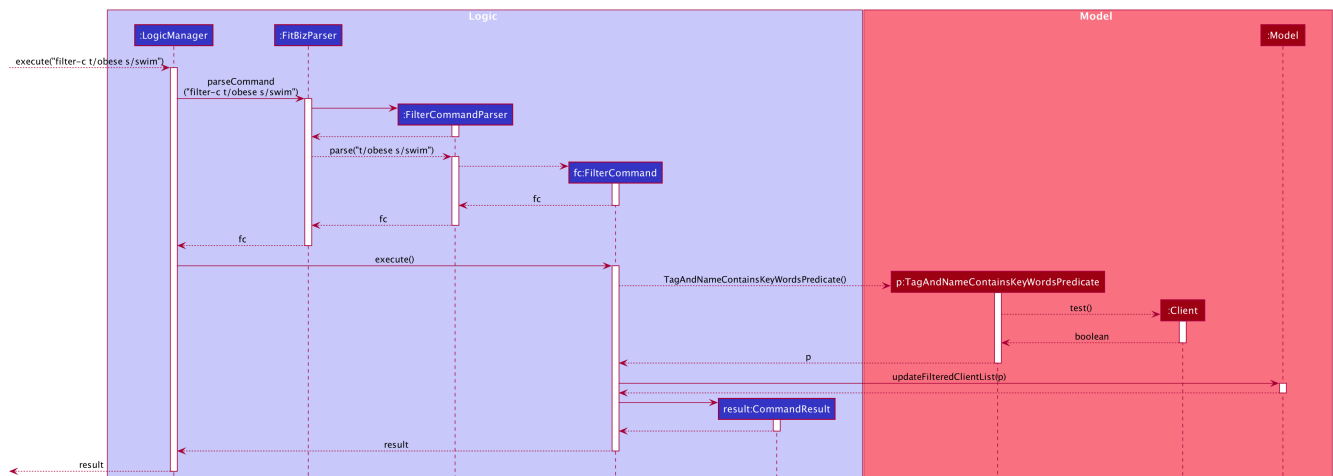 Logic
Model
:LogicManager
:FitBizParser
:Model
execute("filter-c t/obese s/swim")
parseCommand
("filter-c t/obese s/swim")
:FilterCommandParser
parse("t/obese s/swim")
fc:FilterCommand
fc
fc
fc
execute()
TagAndNameContainsKeyWordsPredicate()
p:TagAndNameContainsKeyWordsPredicate
test()
:Client
boolean
p
updateFilteredClientList(p)
result:CommandResult
result
result